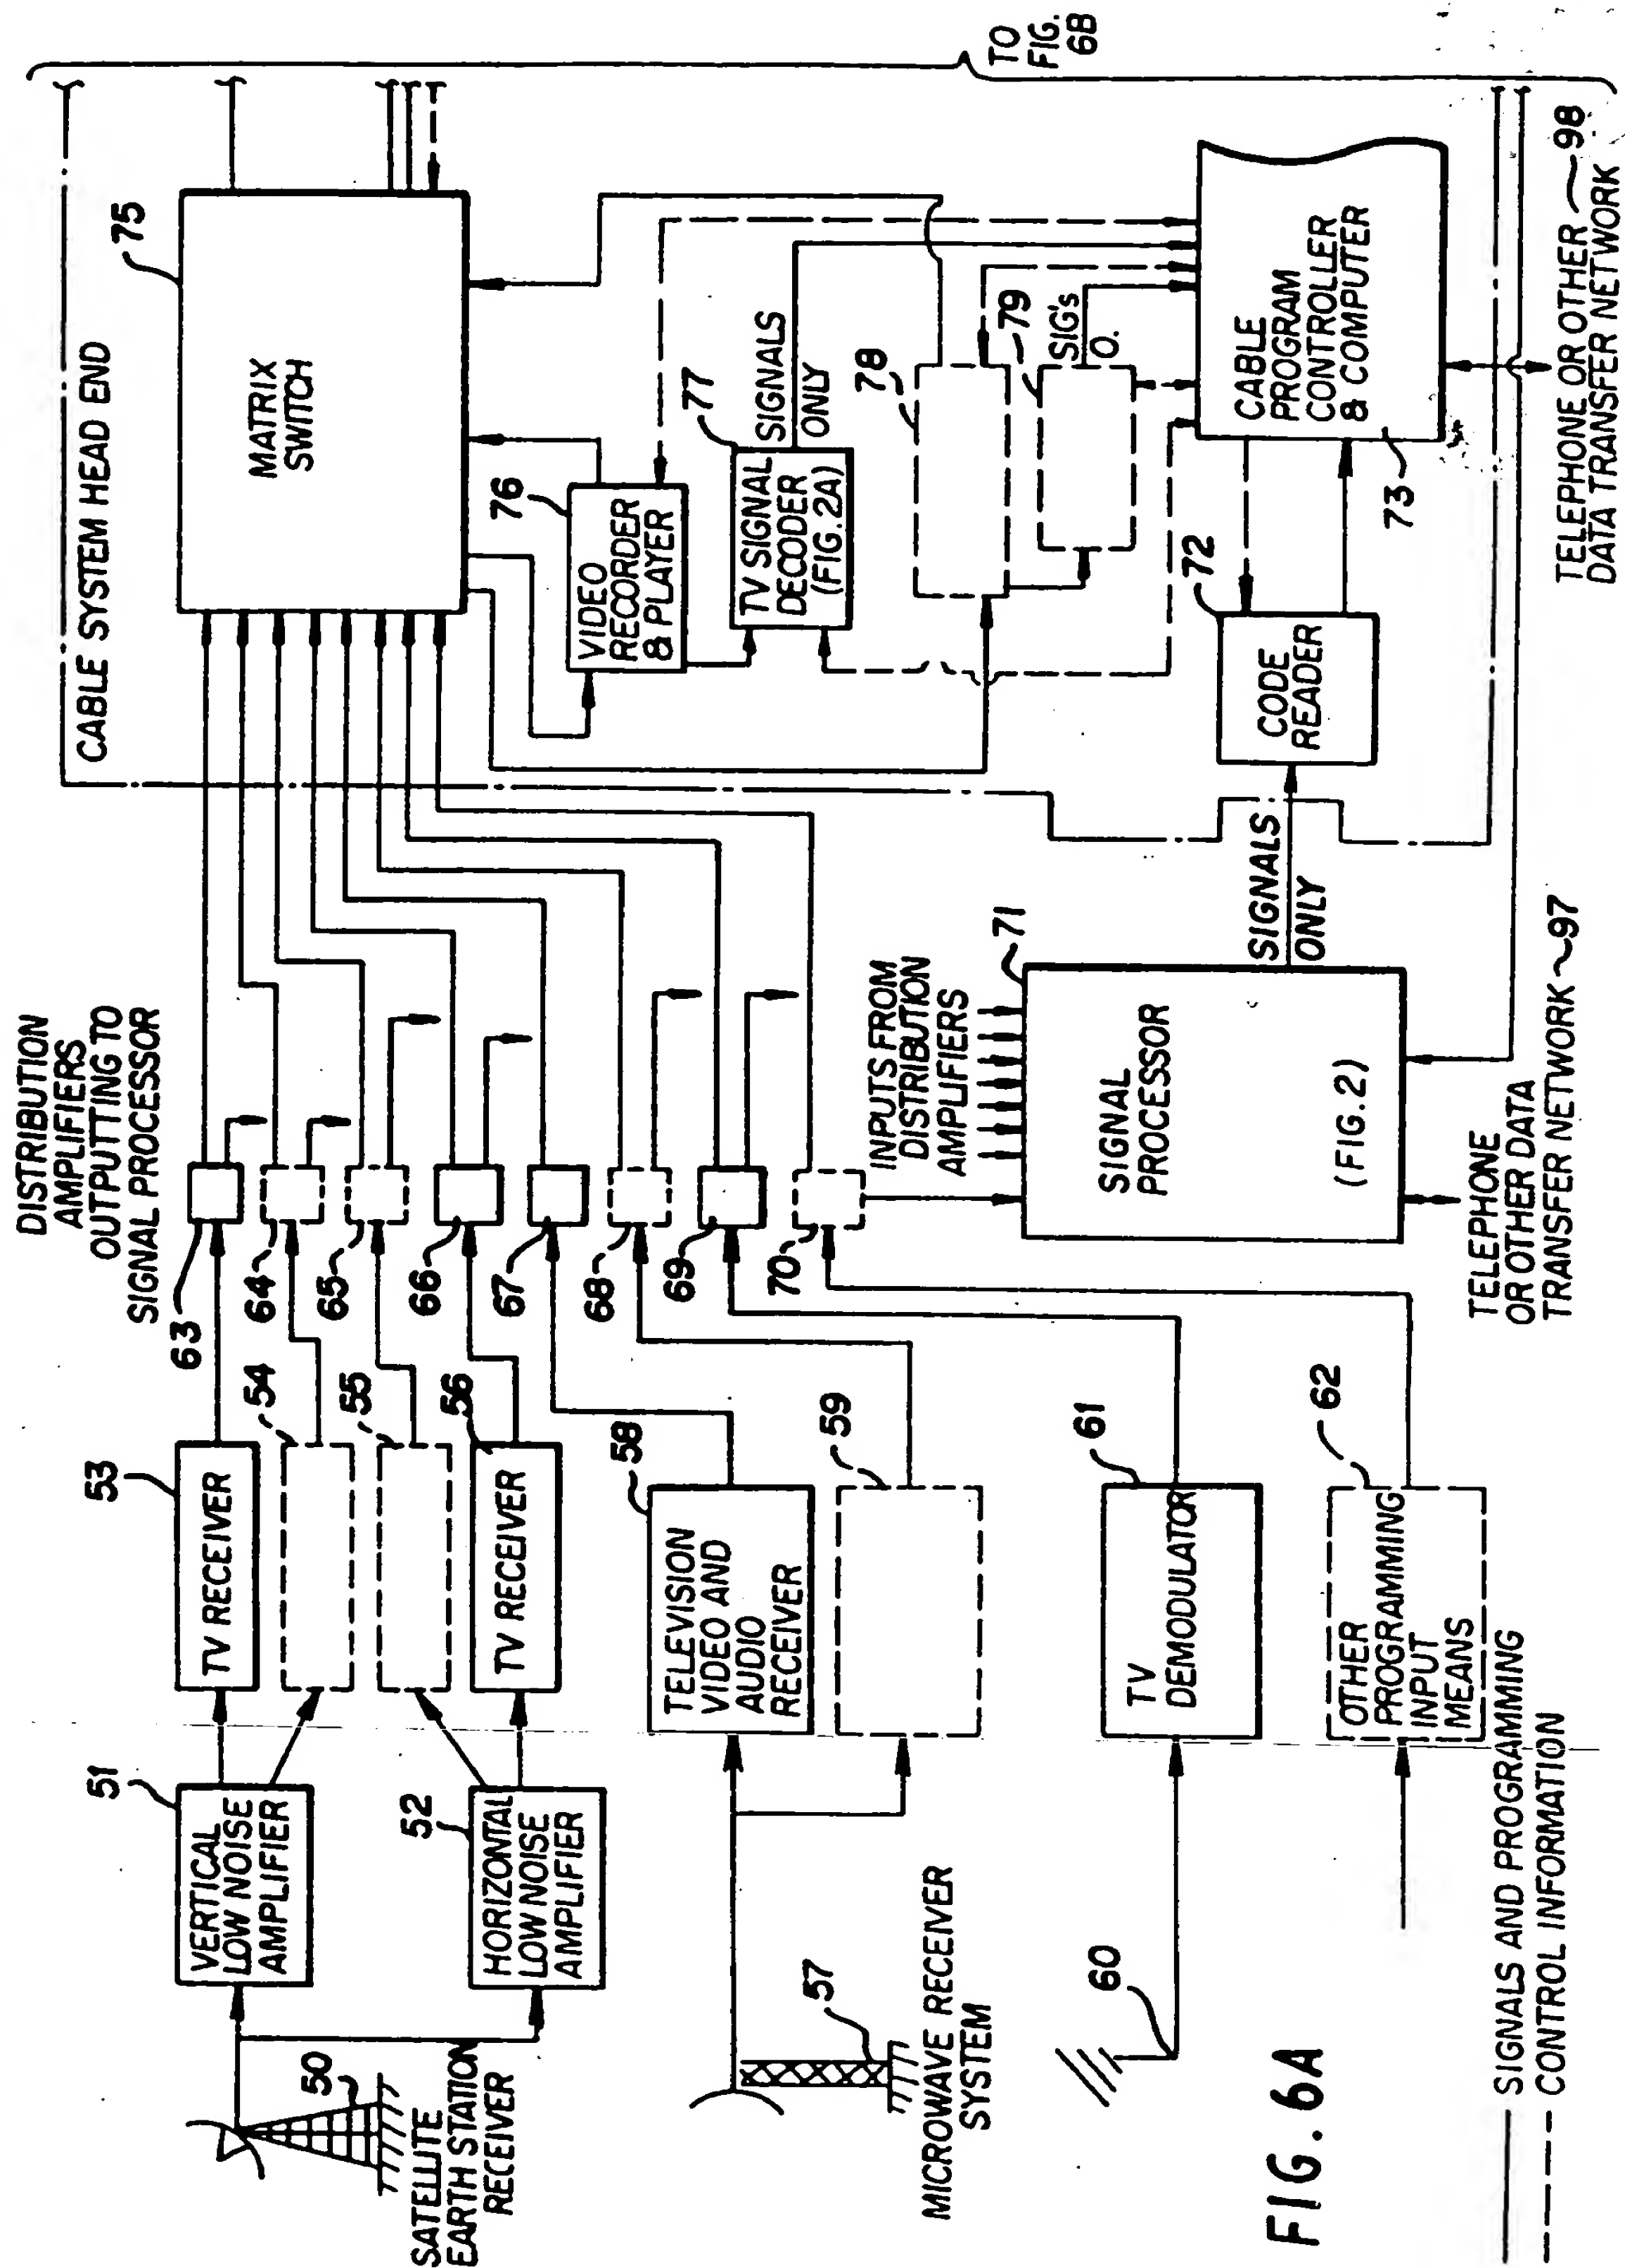 DISTRIBUTION
AMPLIFIERS
OUTPUTTING TO
SIGNAL PROCESSOR
CABLE SYSTEM HEAD END
TO
FIG.
6B
75
MATRIX
SWITCH
51
VERTICAL
LOW NOISE
AMPLIFIER
53
TV RECEIVER
63
54
64
55
65
52
HORIZONTAL
LOW NOISE
AMPLIFIER
56
TV RECEIVER
66
67
50
SATELLITE
EARTH STATION
RECEIVER
58
TELEVISION
VIDEO AND
AUDIO
RECEIVER
59
68
69
70
57
MICROWAVE RECEIVER
SYSTEM
60
61
TV
DEMODULATOR
62
OTHER
PROGRAMMING
INPUT
MEANS
INPUTS FROM
DISTRIBUTION
AMPLIFIERS
71
SIGNAL
PROCESSOR
(FIG.2)
SIGNALS
ONLY
TELEPHONE
OR OTHER DATA
TRANSFER NETWORK 97
76
VIDEO
RECORDER
& PLAYER
77
TV SIGNAL
DECODER
(FIG.2A)
SIGNALS
ONLY
78
79
SIG's
O.
72
CODE
READER
CABLE
PROGRAM
CONTROLLER
& COMPUTER
73
TELEPHONE OR OTHER 98
DATA TRANSFER NETWORK
FIG. 6A
SIGNALS AND PROGRAMMING
CONTROL INFORMATION